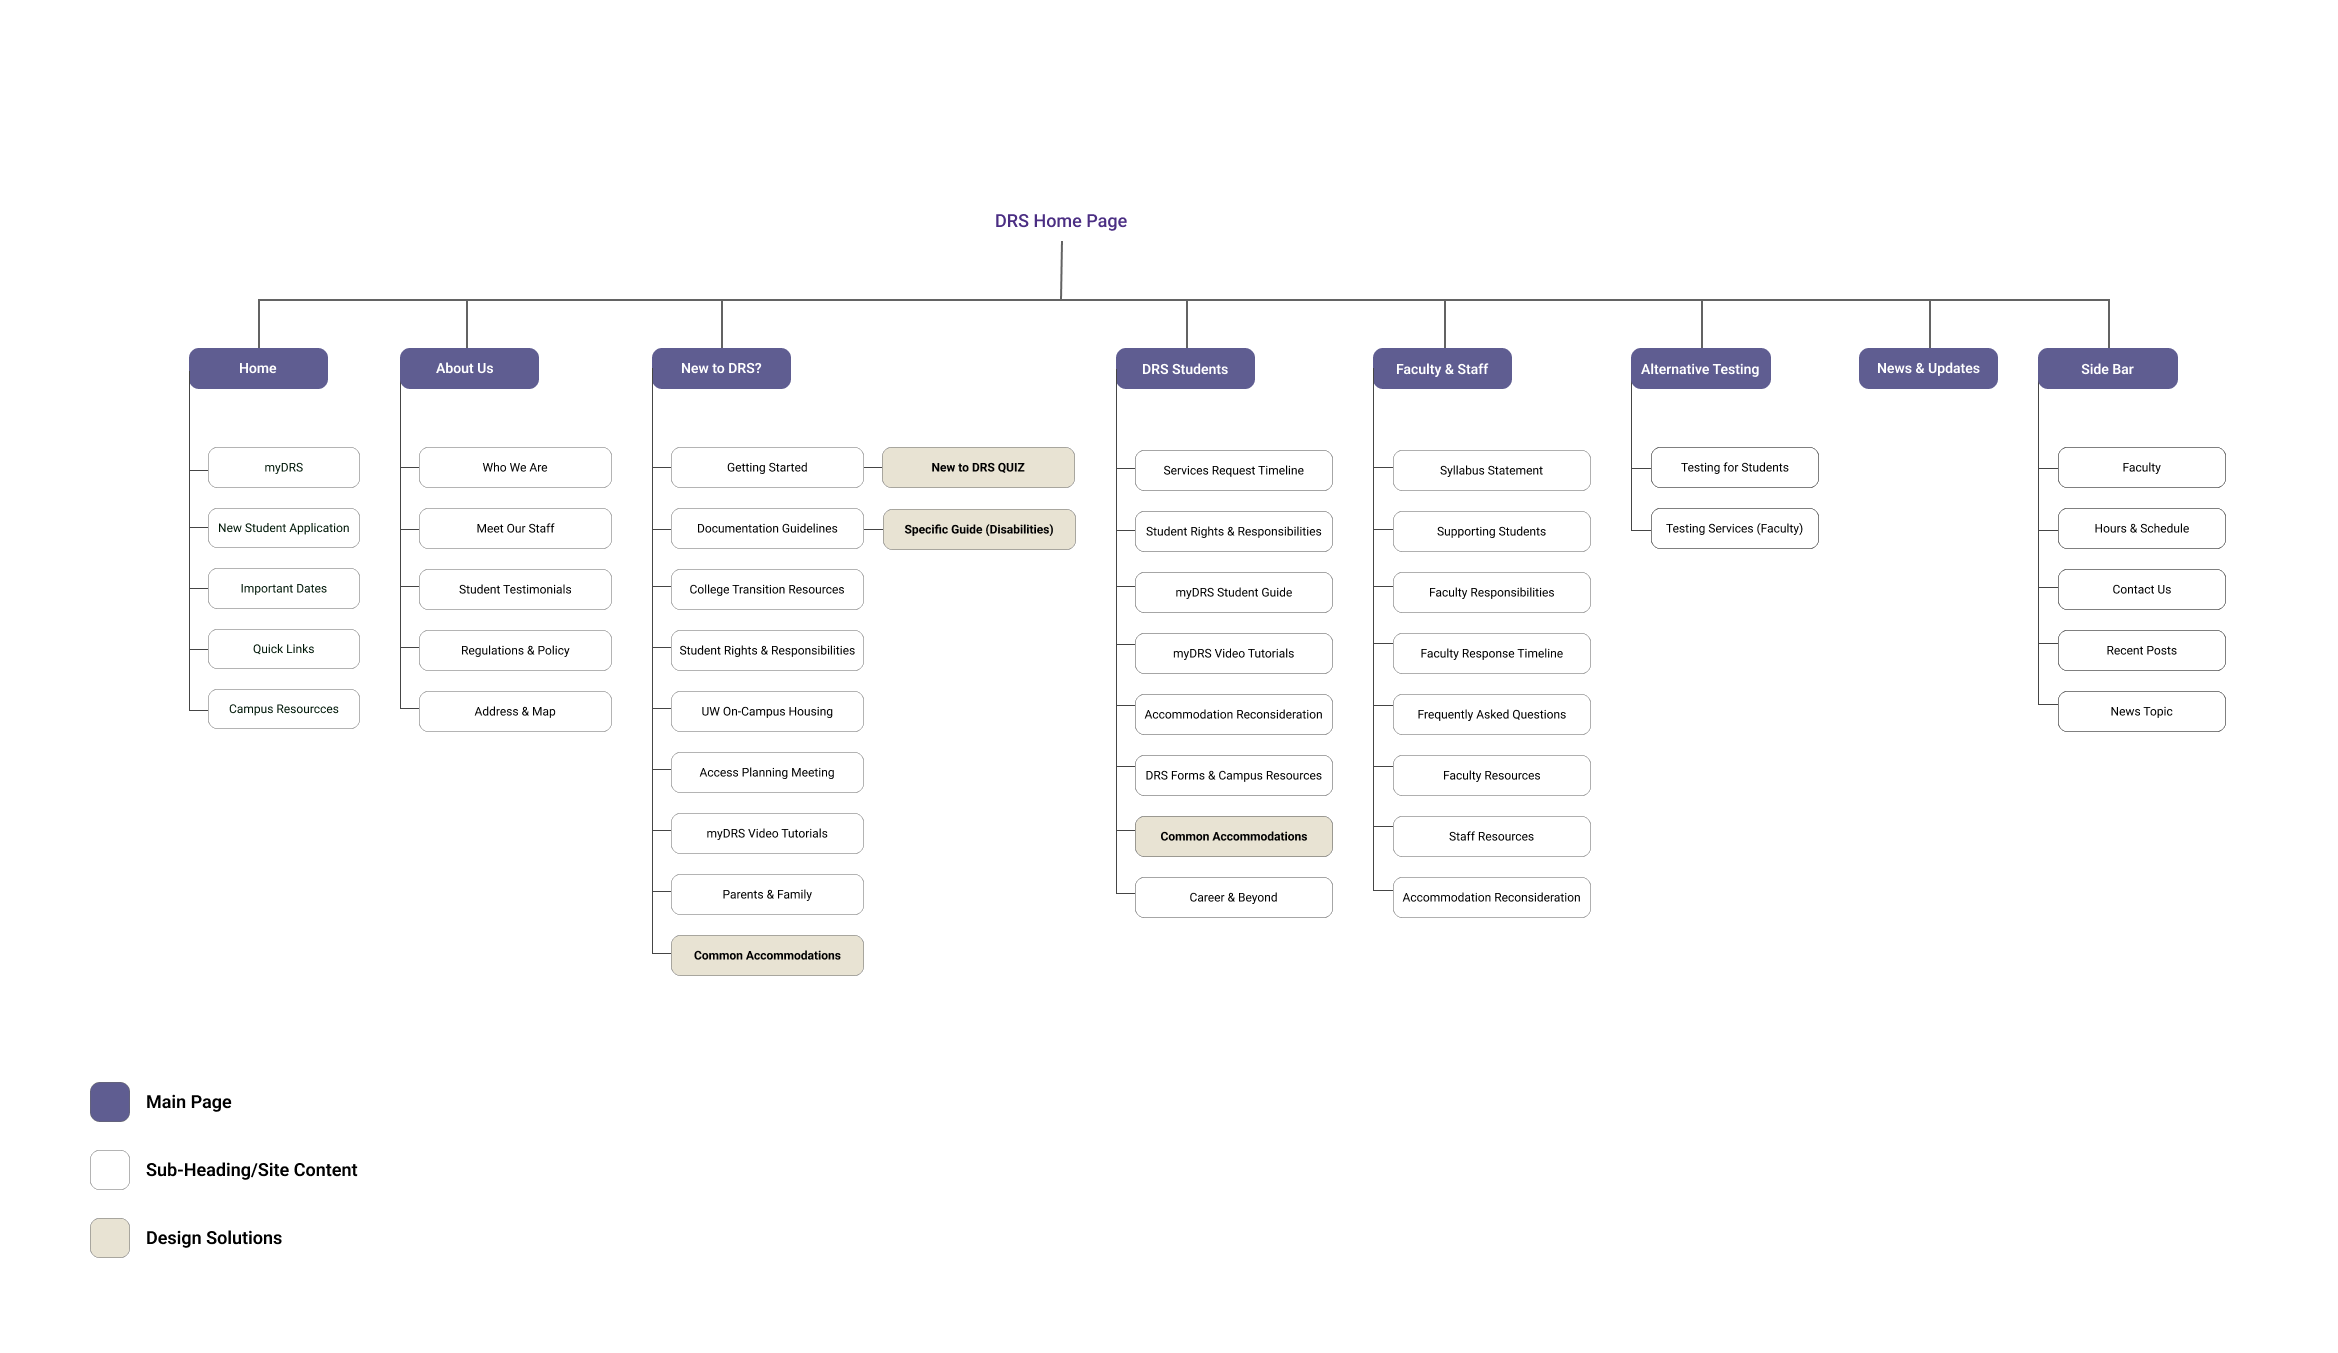 DRS Home Page
Home
About Us
New to DRS?
DRS Students
Faculty & Staff
Alternative Testing
News & Updates
Side Bar
myDRS
New Student Application
Important Dates
Quick Links
Campus Resourcces
Who We Are
Meet Our Staff
Student Testimonials
Regulations & Policy
Address & Map
Getting Started
New to DRS QUIZ
Documentation Guidelines
Specific Guide (Disabilities)
College Transition Resources
Student Rights & Responsibilities
UW On-Campus Housing
Access Planning Meeting
myDRS Video Tutorials
Parents & Family
Common Accommodations
Services Request Timeline
Student Rights & Responsibilities
myDRS Student Guide
myDRS Video Tutorials
Accommodation Reconsideration
DRS Forms & Campus Resources
Common Accommodations
Career & Beyond
Syllabus Statement
Supporting Students
Faculty Responsibilities
Faculty Response Timeline
Frequently Asked Questions
Faculty Resources
Staff Resources
Accommodation Reconsideration
Testing for Students
Testing Services (Faculty)
Faculty
Hours & Schedule
Contact Us
Recent Posts
News Topic
Main Page
Sub-Heading/Site Content
Design Solutions